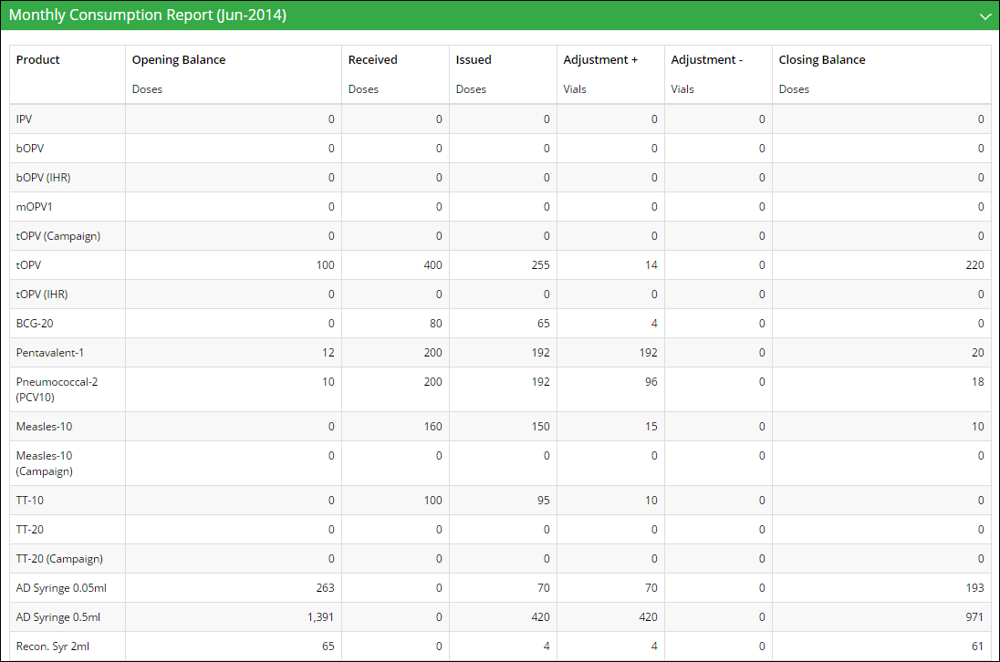 Monthly Consumption Report (Jun-2014)
Product Opening Balance Received Issued Adjustment + Adjustment - Closing Balance
Doses Doses Doses Vials Vials Doses
IPV 0 0 0 0 0 0
bOPV 0 0 0 0 0 0
bOPV (IHR) 0 0 0 0 0 0
mOPV1 0 0 0 0 0 0
tOPV (Campaign) 0 0 0 0 0 0
tOPV 100 400 255 14 0 220
tOPV (IHR) 0 0 0 0 0 0
BCG-20 0 80 65 4 0 0
Pentavalent-1 12 200 192 192 0 20
Pneumococcal-2 10 200 192 96 0 18
(PCV10)
Measles-10 0 160 150 15 0 10
Measles-10 0 0 0 0 0 0
(Campaign)
TT-10 0 100 95 10 0 0
TT-20 0 0 0 0 0 0
TT-20 (Campaign) 0 0 0 0 0 0
AD Syringe 0.05ml 263 0 70 70 0 193
AD Syringe 0.5ml 1,391 0 420 420 0 971
Recon. Syr 2ml 65 0 4 4 0 61